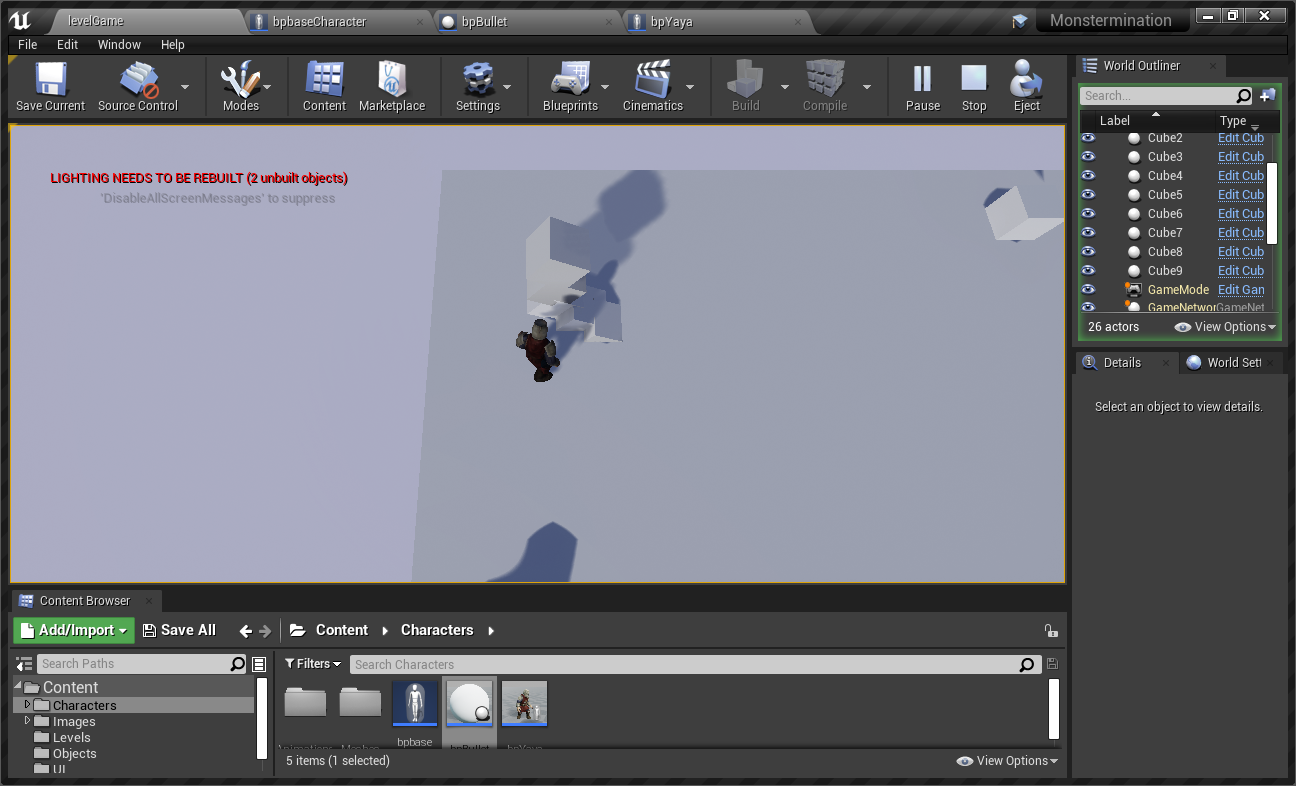 levelGame
bpbaseCharacter
bpBullet
bpYaya
Monstermination
File Edit Window Help
Save Current
Source Control
Modes
Content
Marketplace
Settings
Blueprints
Cinematics
Build
Compile
Pause
Stop
Eject
LIGHTING NEEDS TO BE REBUILT (2 unbuilt objects)
'DisableAllScreenMessages' to suppress
World Outliner
Search...
Label Type
Cube2 Edit Cub
Cube3 Edit Cub
Cube4 Edit Cub
Cube5 Edit Cub
Cube6 Edit Cub
Cube7 Edit Cub
Cube8 Edit Cub
Cube9 Edit Cub
GameMode Edit Gan
GameNetwor GameNet
26 actors View Options
Details
World Sett
Select an object to view details.
Content Browser
Add/Import Save All Content Characters
Search Paths
Content
Characters
Images
Levels
Objects
UI
Filters Search Characters
Animations
Meshes
bpbase
bpBullet
bpYaya
5 items (1 selected) View Options